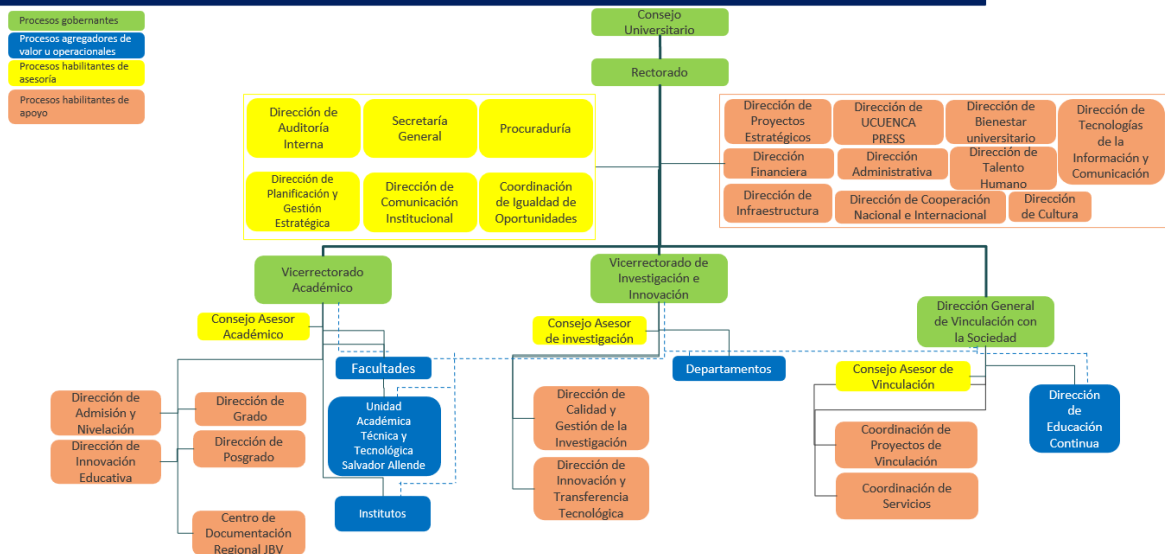 Procesos gobernantes
Procesos agregadores de
valor u operacionales
Procesos habilitantes de
asesoría
Procesos habilitantes de
apoyo
Consejo
Universitario
Rectorado
Dirección de
Auditoría
Interna
Secretaría
General
Procuraduría
Dirección de
Planificación y
Gestión
Estratégica
Dirección de
Comunicación
Institucional
Coordinación
de Igualdad de
Oportunidades
Dirección de
Proyectos
Estratégicos
Dirección de
UCUENCA
PRESS
Dirección de
Bienestar
universitario
Dirección de
Tecnologías
de la
Información y
Comunicación
Dirección
Financiera
Dirección
Administrativa
Dirección de
Talento
Humano
Dirección de
Infraestructura
Dirección de Cooperación
Nacional e Internacional
Dirección
de Cultura
Vicerrectorado
Académico
Vicerrectorado de
Investigación e
Innovación
Dirección General
de Vinculación con
la Sociedad
Consejo Asesor
Académico
Consejo Asesor
de investigación
Consejo Asesor de
Vinculación
Facultades
Departamentos
Dirección
de
Educación
Continua
Dirección de
Admisión y
Nivelación
Dirección de
Grado
Unidad
Académica
Técnica y
Tecnológica
Salvador Allende
Dirección de
Calidad y
Gestión de la
Investigación
Coordinación de
Proyectos de
Vinculación
Dirección de
Innovación
Educativa
Dirección de
Posgrado
Dirección de
Innovación y
Transferencia
Tecnológica
Coordinación de
Servicios
Institutos
Centro de
Documentación
Regional JBV